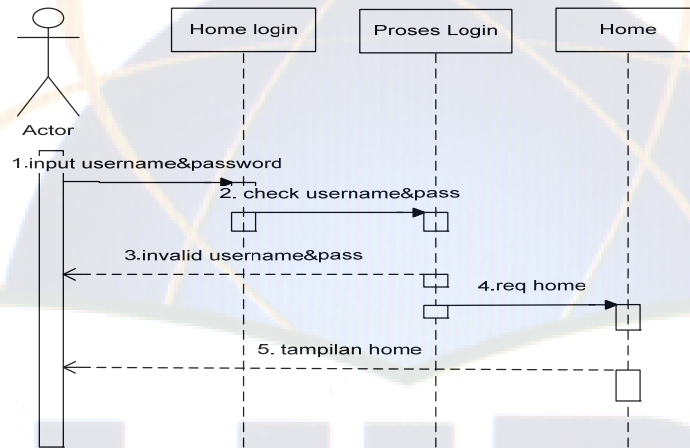 Home login
Proses Login
Home
Actor
1.input username&password
2. check username&pass
3.invalid username&pass
4.req home
5. tampilan home